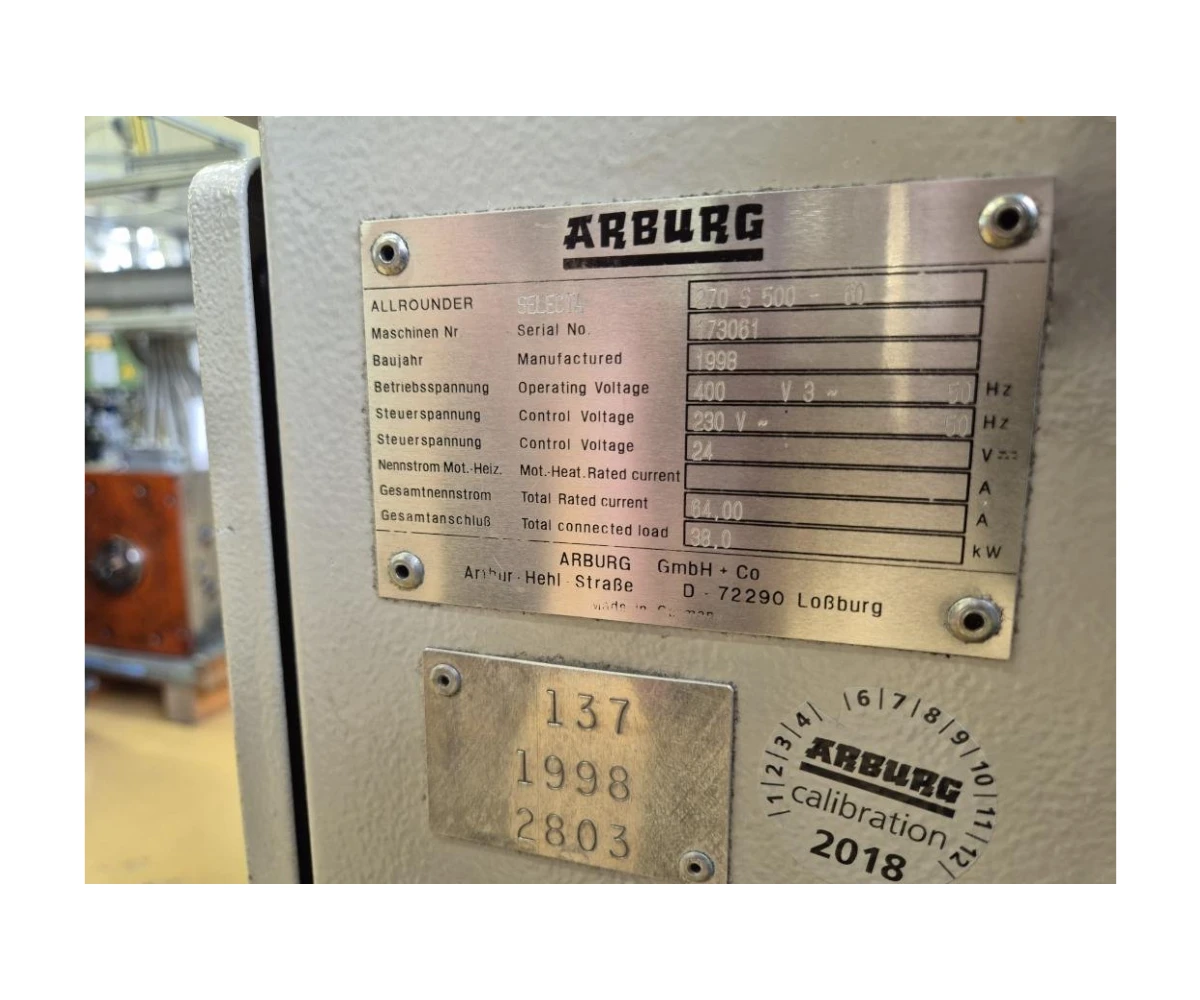 ARBURG
ALLROUNDER 270 S 500 - 60
Maschinen Nr Serial No. 173061
Baujahr Manufactured 1998
Betriebsspannung Operating Voltage 400 V 3 ~ 50 Hz
Steuerspannung Control Voltage 230 V ~ 50 Hz
Steuerspannung Control Voltage 24 V
Nennstrom Mot.-Heiz. Mot.-Heat.Rated current A
Gesamtnennstrom Total Rated current 64,00 A
Gesamtanschluß Total connected load 38,0 kW
ARBURG GmbH + Co
Arthur - Hehl - Straße D - 72290 Loßburg
made in
137
1998
2803
1 | 2 | 3 | 4 | | 6 | 7 | 8 | 9 | 10 | 11 | 12 |
ARBURG
calibration
2018